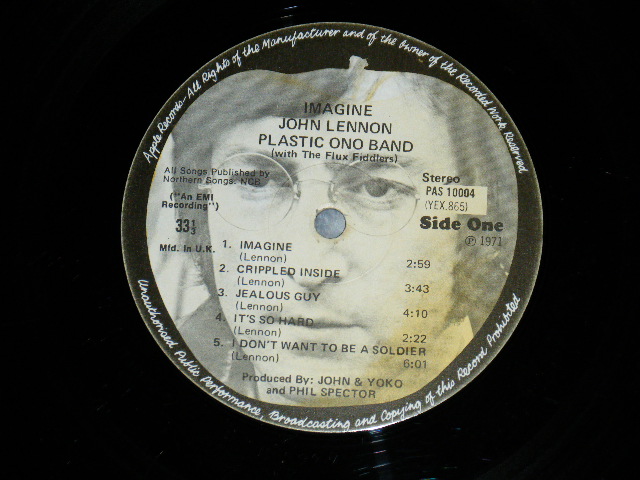 Apple Records—All Rights of the Manufacturer and of the Owner of the Recorded Work Reserved
IMAGINE
JOHN LENNON
PLASTIC ONO BAND
(with The Flux Fiddlers)
All Songs Published by
Northern Songs. NCB
("An EMI
Recording")
33⅓
Mfd. In U.K.
Stereo
PAS 10004
(YEX.865)
Side One
℗ 1971
1. IMAGINE
(Lennon) 2:59
2. CRIPPLED INSIDE
(Lennon) 3:43
3. JEALOUS GUY
(Lennon) 4:10
4. IT'S SO HARD
(Lennon) 2:22
5. I DON'T WANT TO BE A SOLDIER
(Lennon) 6:01
Produced By: JOHN & YOKO
and PHIL SPECTOR
Unauthorised Public Performance, Broadcasting and Copying of this Record Prohibited